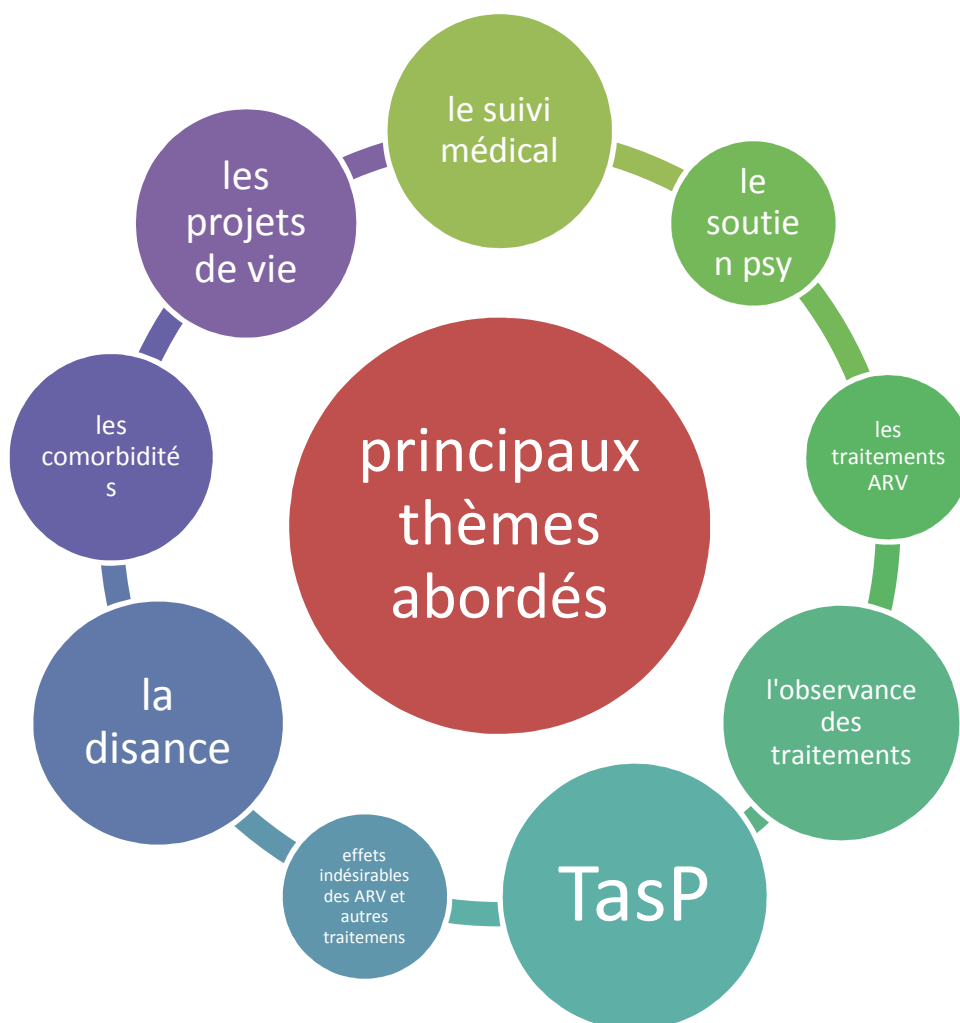 le suivi
médical
le
soutie
n psy
les
projets
de vie
les
traitements
ARV
les
comorbidité
s
principaux
thèmes
abordés
l'observance
des
traitements
la
disance
TasP
effets
indésirables
des ARV et
autres
traitemens